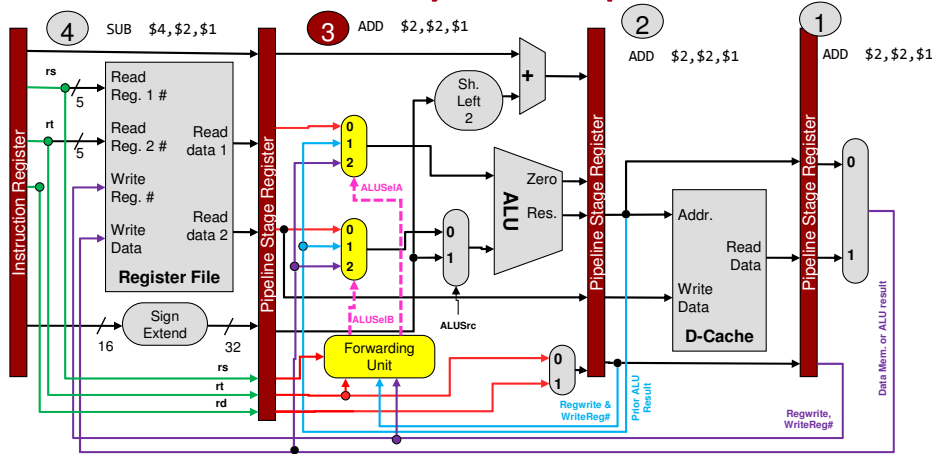 4
SUB $4,$2,$1
3
ADD $2,$2,$1
2
ADD $2,$2,$1
1
ADD $2,$2,$1
Instruction Register
rs
5
rt
5
Read
Reg. 1 #
Read
Reg. 2 #
Write
Reg. #
Write
Data
Read
data 1
Read
data 2
Register File
Sign
Extend
16
32
rs
rt
rd
Pipeline Stage Register
0
1
2
ALUSelA
0
1
2
ALUSelB
Forwarding
Unit
0
1
ALUSrc
Sh.
Left
2
+
ALU
Zero
Res.
0
1
Regwrite &
WriteReg#
Prior ALU
Result
Pipeline Stage Register
Addr.
Read
Data
Write
Data
D-Cache
Pipeline Stage Register
0
1
Regwrite,
WriteReg#
Data Mem. or ALU result